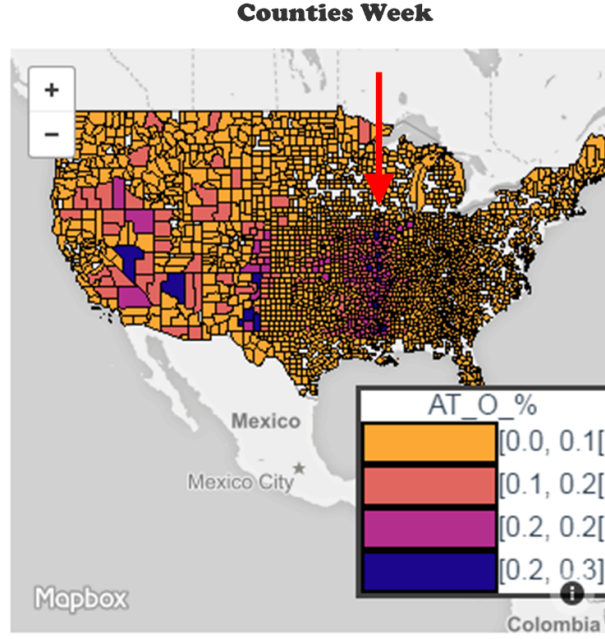 Counties Week
+
−
AT_O_%
[0.0, 0.1[
[0.1, 0.2[
[0.2, 0.2[
[0.2, 0.3]
Mexico
Mexico City
Mapbox
i
Colombia